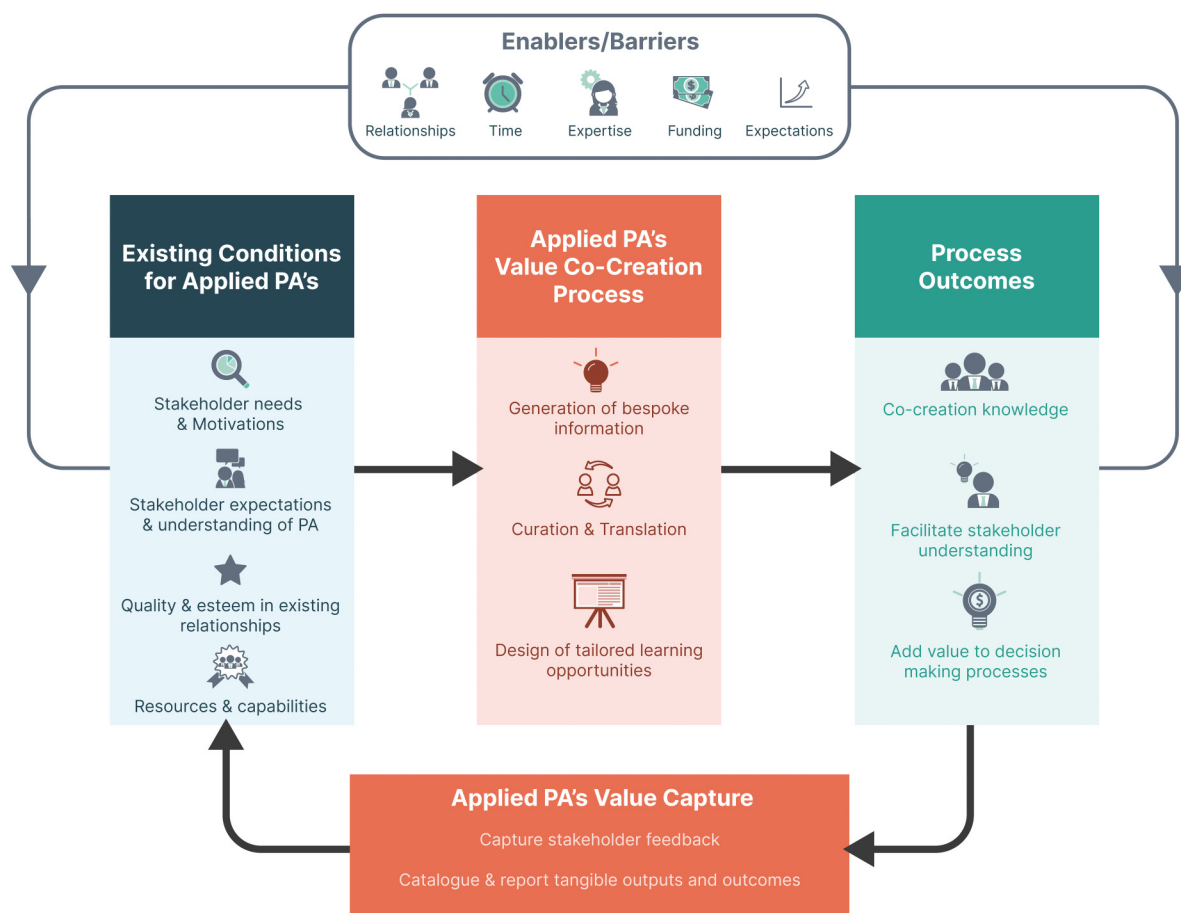 Enablers/Barriers
Relationships
Time
Expertise
Funding
Expectations
Existing Conditions
for Applied PA's
Stakeholder needs
& Motivations
Stakeholder expectations
& understanding of PA
Quality & esteem in existing
relationships
Resources & capabilities
Applied PA's
Value Co-Creation
Process
Generation of bespoke
information
Curation & Translation
Design of tailored learning
opportunities
Process
Outcomes
Co-creation knowledge
Facilitate stakeholder
understanding
$
Add value to decision
making processes
Applied PA's Value Capture
Capture stakeholder feedback
Catalogue & report tangible outputs and outcomes